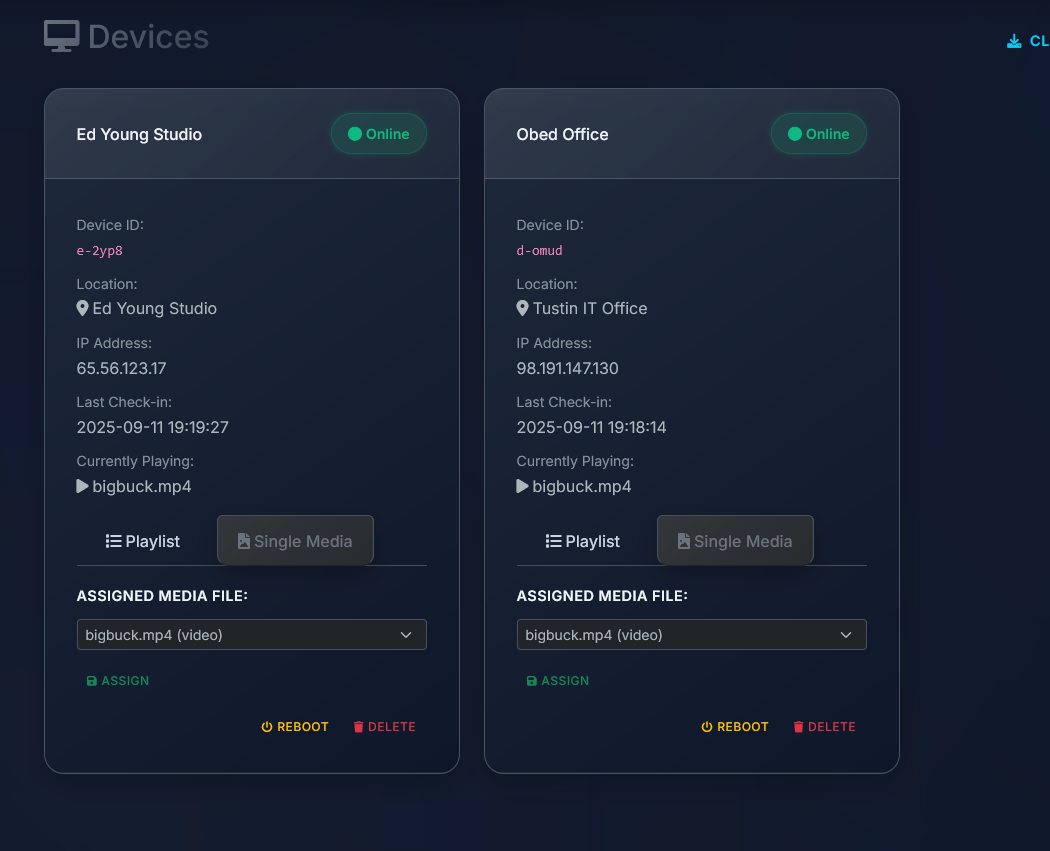 Devices
CL
Ed Young Studio
Online
Device ID:
e-2yp8
Location:
Ed Young Studio
IP Address:
65.56.123.17
Last Check-in:
2025-09-11 19:19:27
Currently Playing:
bigbuck.mp4
Playlist
Single Media
ASSIGNED MEDIA FILE:
bigbuck.mp4 (video)
ASSIGN
REBOOT DELETE
Obed Office
Online
Device ID:
d-omud
Location:
Tustin IT Office
IP Address:
98.191.147.130
Last Check-in:
2025-09-11 19:18:14
Currently Playing:
bigbuck.mp4
Playlist
Single Media
ASSIGNED MEDIA FILE:
bigbuck.mp4 (video)
ASSIGN
REBOOT DELETE